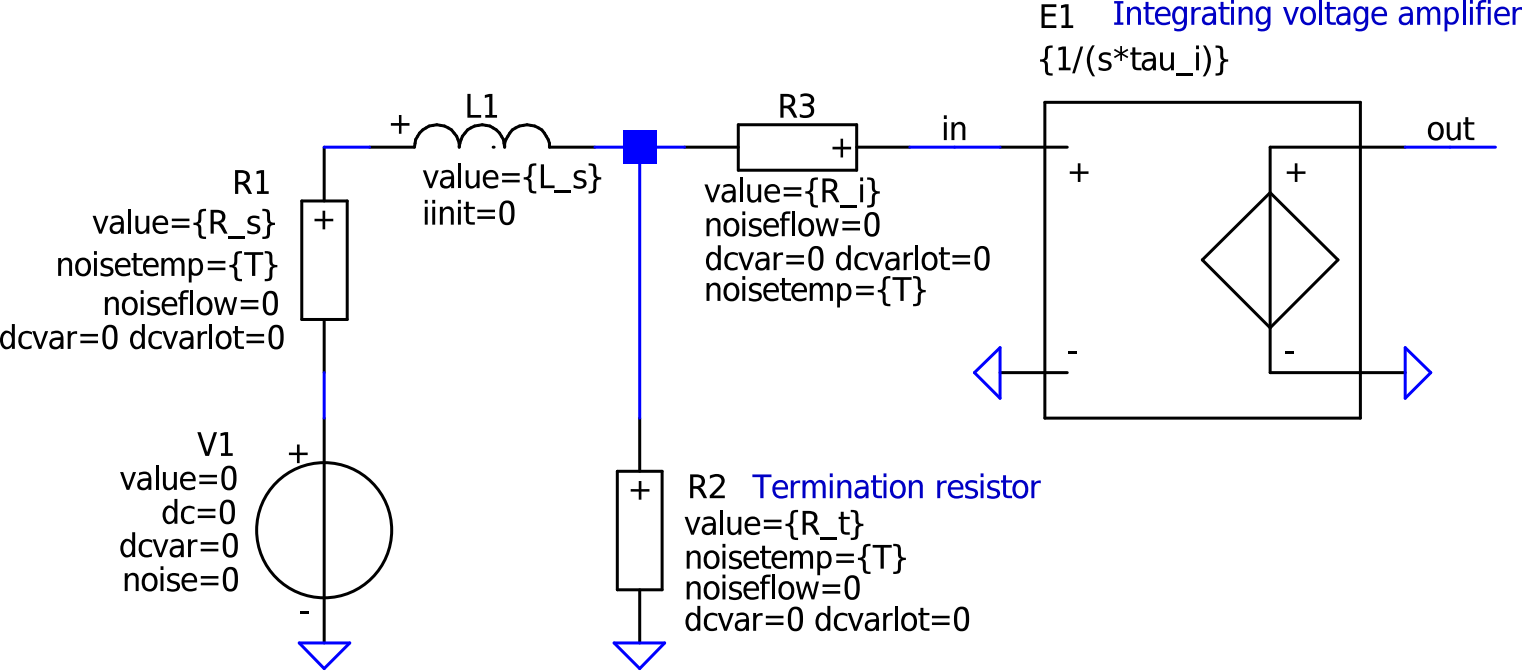 E1 Integrating voltage amplifier
{1/(s*tau_i)}
L1
+
value={L_s}
iinit=0
R3
+
value={R_i}
noiseflow=0
dcvar=0 dcvarlot=0
noisetemp={T}
in
out
+
-
+
-
R1
+
value={R_s}
noisetemp={T}
noiseflow=0
dcvar=0 dcvarlot=0
V1
+
value=0
dc=0
dcvar=0
noise=0
-
+
R2 Termination resistor
value={R_t}
noisetemp={T}
noiseflow=0
dcvar=0 dcvarlot=0